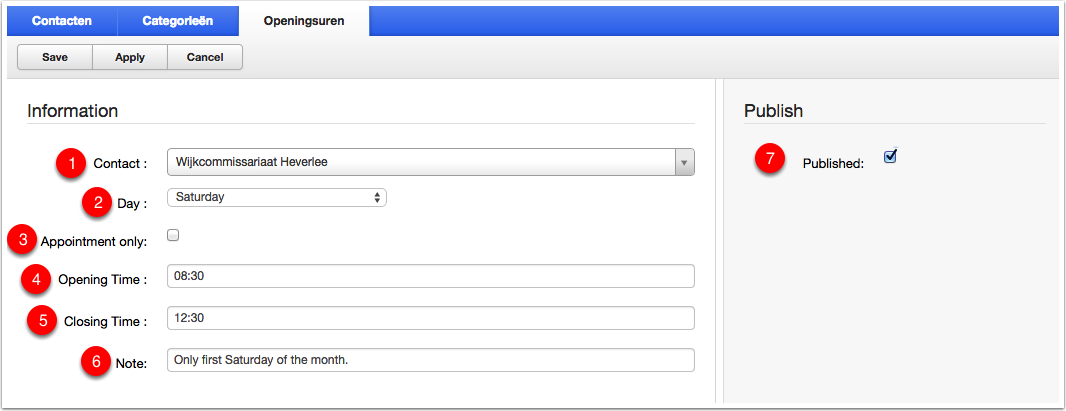 Contacten Categorieën Openingsuren
Save Apply Cancel
Information
1 Contact : Wijkcommissariaat Heverlee
2 Day : Saturday
3 Appointment only:
4 Opening Time : 08:30
5 Closing Time : 12:30
6 Note: Only first Saturday of the month.
Publish
7 Published: